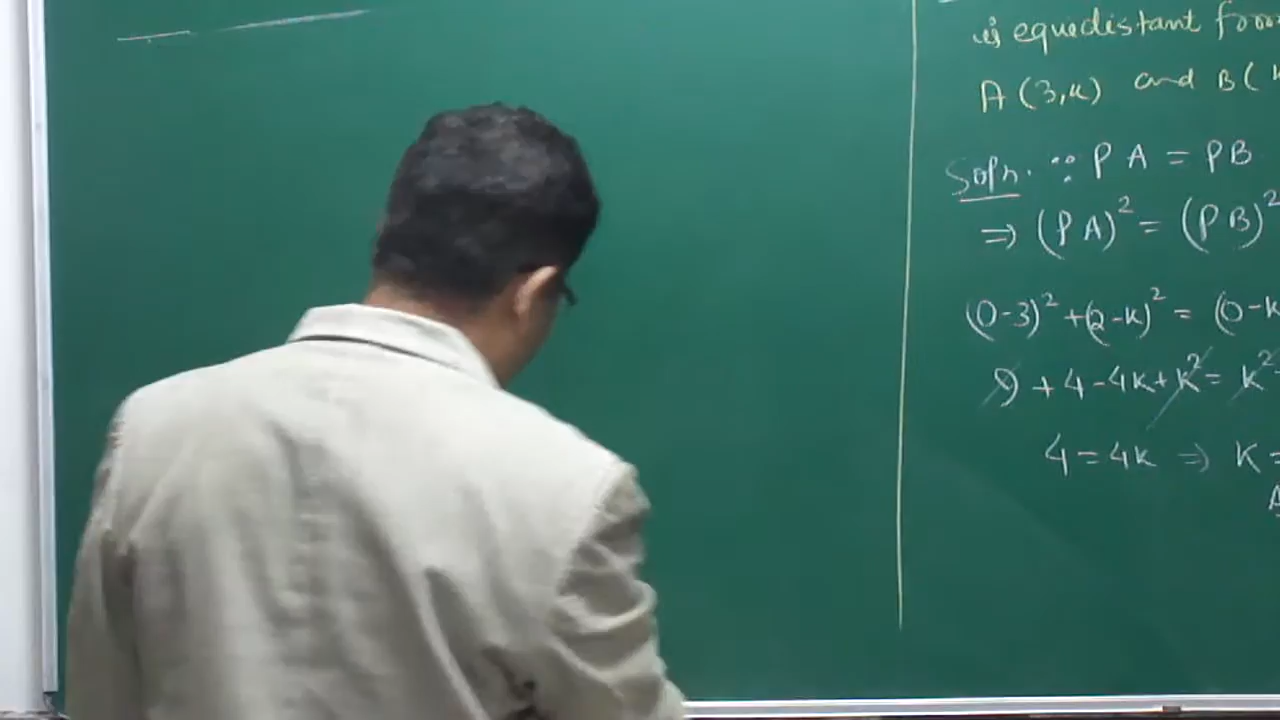 is equedistant from
A (3,k) and B(
Soln. ∵ PA = PB
⇒ (PA)² = (PB)²
(0-3)² + (2-k)² = (0-k
9 + 4 - 4k + k² = k²
4 = 4k ⇒ k =